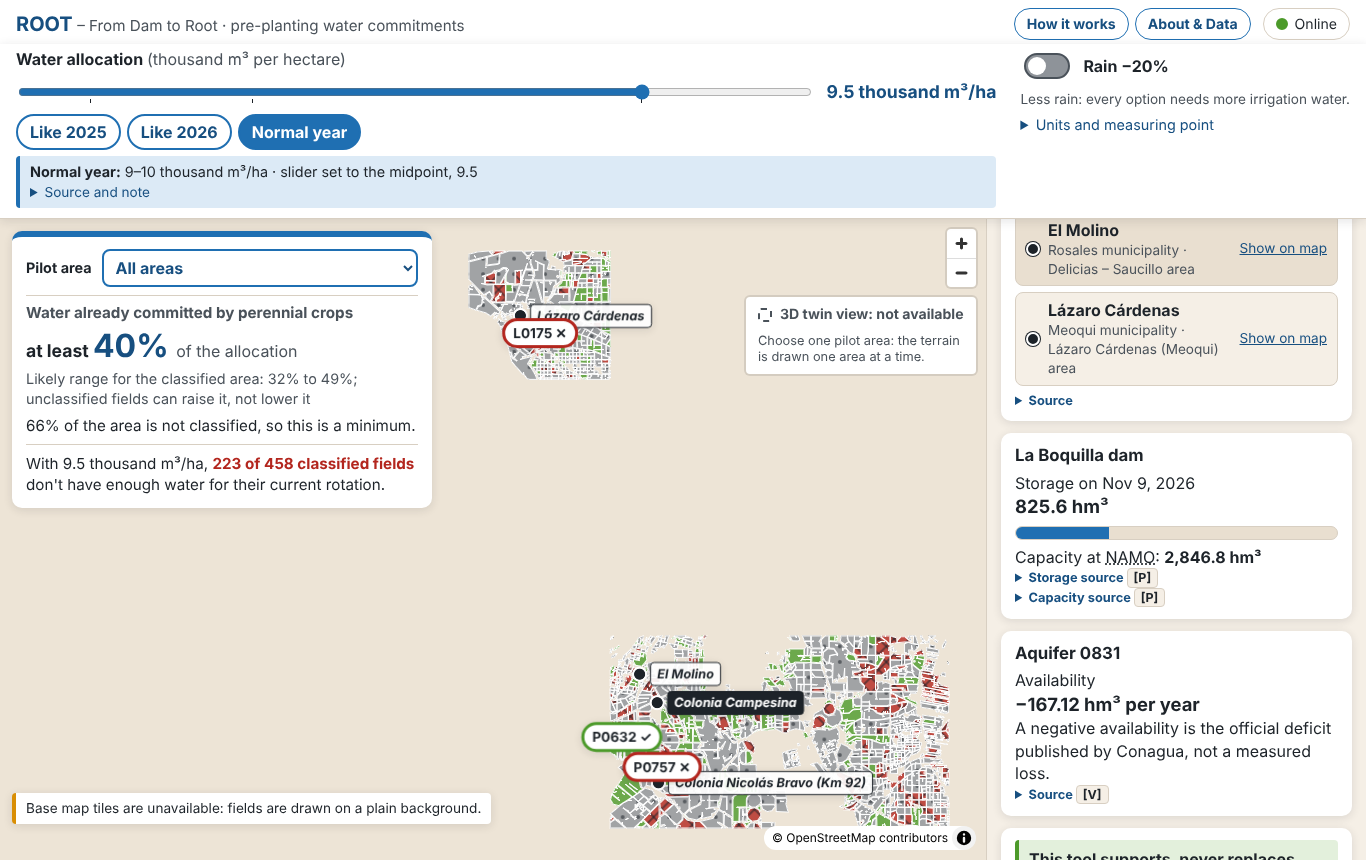 ROOT – From Dam to Root · pre-planting water commitments
How it works
About & Data
Online
Water allocation (thousand m³ per hectare)
9.5 thousand m³/ha
Like 2025
Like 2026
Normal year
Normal year: 9–10 thousand m³/ha · slider set to the midpoint, 9.5
Source and note
Rain −20%
Less rain: every option needs more irrigation water.
Units and measuring point
Pilot area
All areas
Water already committed by perennial crops
at least 40% of the allocation
Likely range for the classified area: 32% to 49%;
unclassified fields can raise it, not lower it
66% of the area is not classified, so this is a minimum.
With 9.5 thousand m³/ha, 223 of 458 classified fields
don't have enough water for their current rotation.
Lázaro Cárdenas
L0175 ×
+
−
3D twin view: not available
Choose one pilot area: the terrain
is drawn one area at a time.
El Molino
Colonia Campesina
P0632 ✓
P0757 ×
Colonia Nicolás Bravo (Km 92)
Base map tiles are unavailable: fields are drawn on a plain background.
© OpenStreetMap contributors
El Molino
Rosales municipality ·
Delicias – Saucillo area
Show on map
Lázaro Cárdenas
Meoqui municipality ·
Lázaro Cárdenas (Meoqui)
area
Show on map
Source
La Boquilla dam
Storage on Nov 9, 2026
825.6 hm³
Capacity at NAMO: 2,846.8 hm³
Storage source [P]
Capacity source [P]
Aquifer 0831
Availability
−167.12 hm³ per year
A negative availability is the official deficit
published by Conagua, not a measured
loss.
Source [V]
This tool supports, never replaces